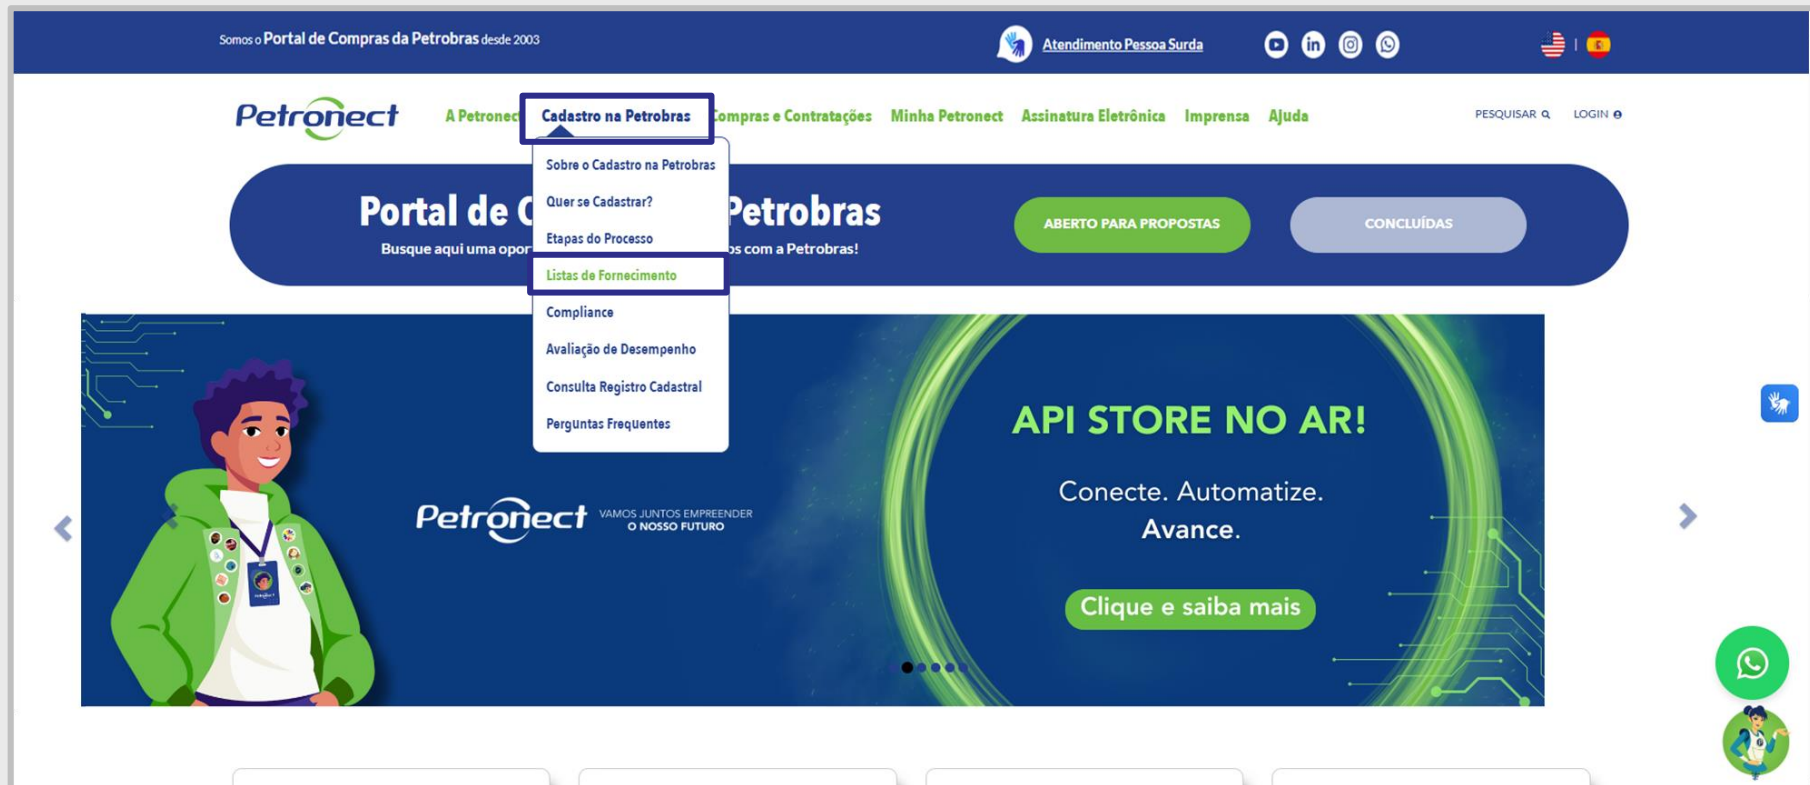 Somos o Portal de Compras da Petrobras desde 2003
Atendimento Pessoa Surda
Petronect
A Petronect Cadastro na Petrobras Compras e Contratações Minha Petronect Assinatura Eletrônica Imprensa Ajuda
PESQUISAR LOGIN
Sobre o Cadastro na Petrobras
Quer se Cadastrar?
Etapas do Processo
Listas de Fornecimento
Compliance
Avaliação de Desempenho
Consulta Registro Cadastral
Perguntas Frequentes
Portal de C Petrobras
Busque aqui uma opor os com a Petrobras!
ABERTO PARA PROPOSTAS
CONCLUÍDAS
Petronect
VAMOS JUNTOS EMPREENDER
O NOSSO FUTURO
API STORE NO AR!
Conecte. Automatize.
Avance.
Clique e saiba mais